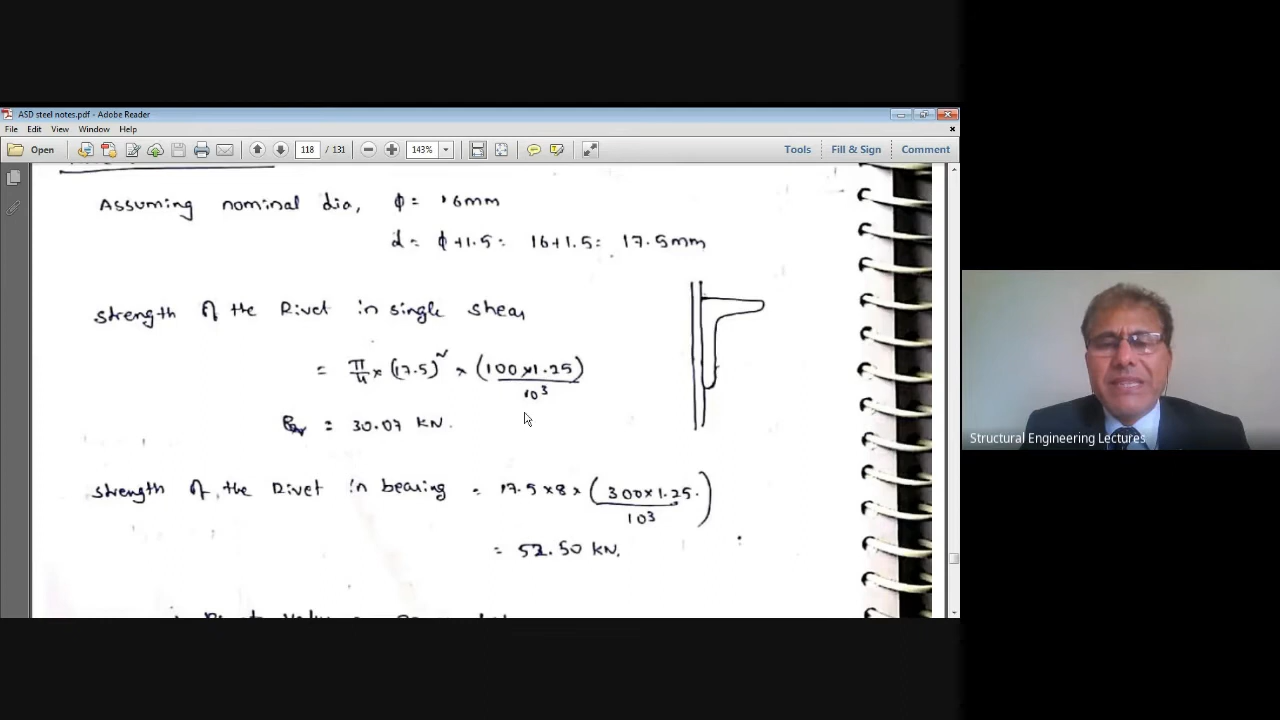 ASD steel notes.pdf - Adobe Reader
File Edit View Window Help
Open 118 / 131 143% Tools Fill & Sign Comment
Assuming nominal dia, φ = 16mm
d = φ+1.5 = 16+1.5 = 17.5mm
strength of the Rivet in single shear
= π/4 × (17.5)² × (100×1.25)/10³
= 30.07 KN.
strength of the Rivet in bearing = 17.5×8× (300×1.25/10³)
= 52.50 KN.
Structural Engineering Lectures